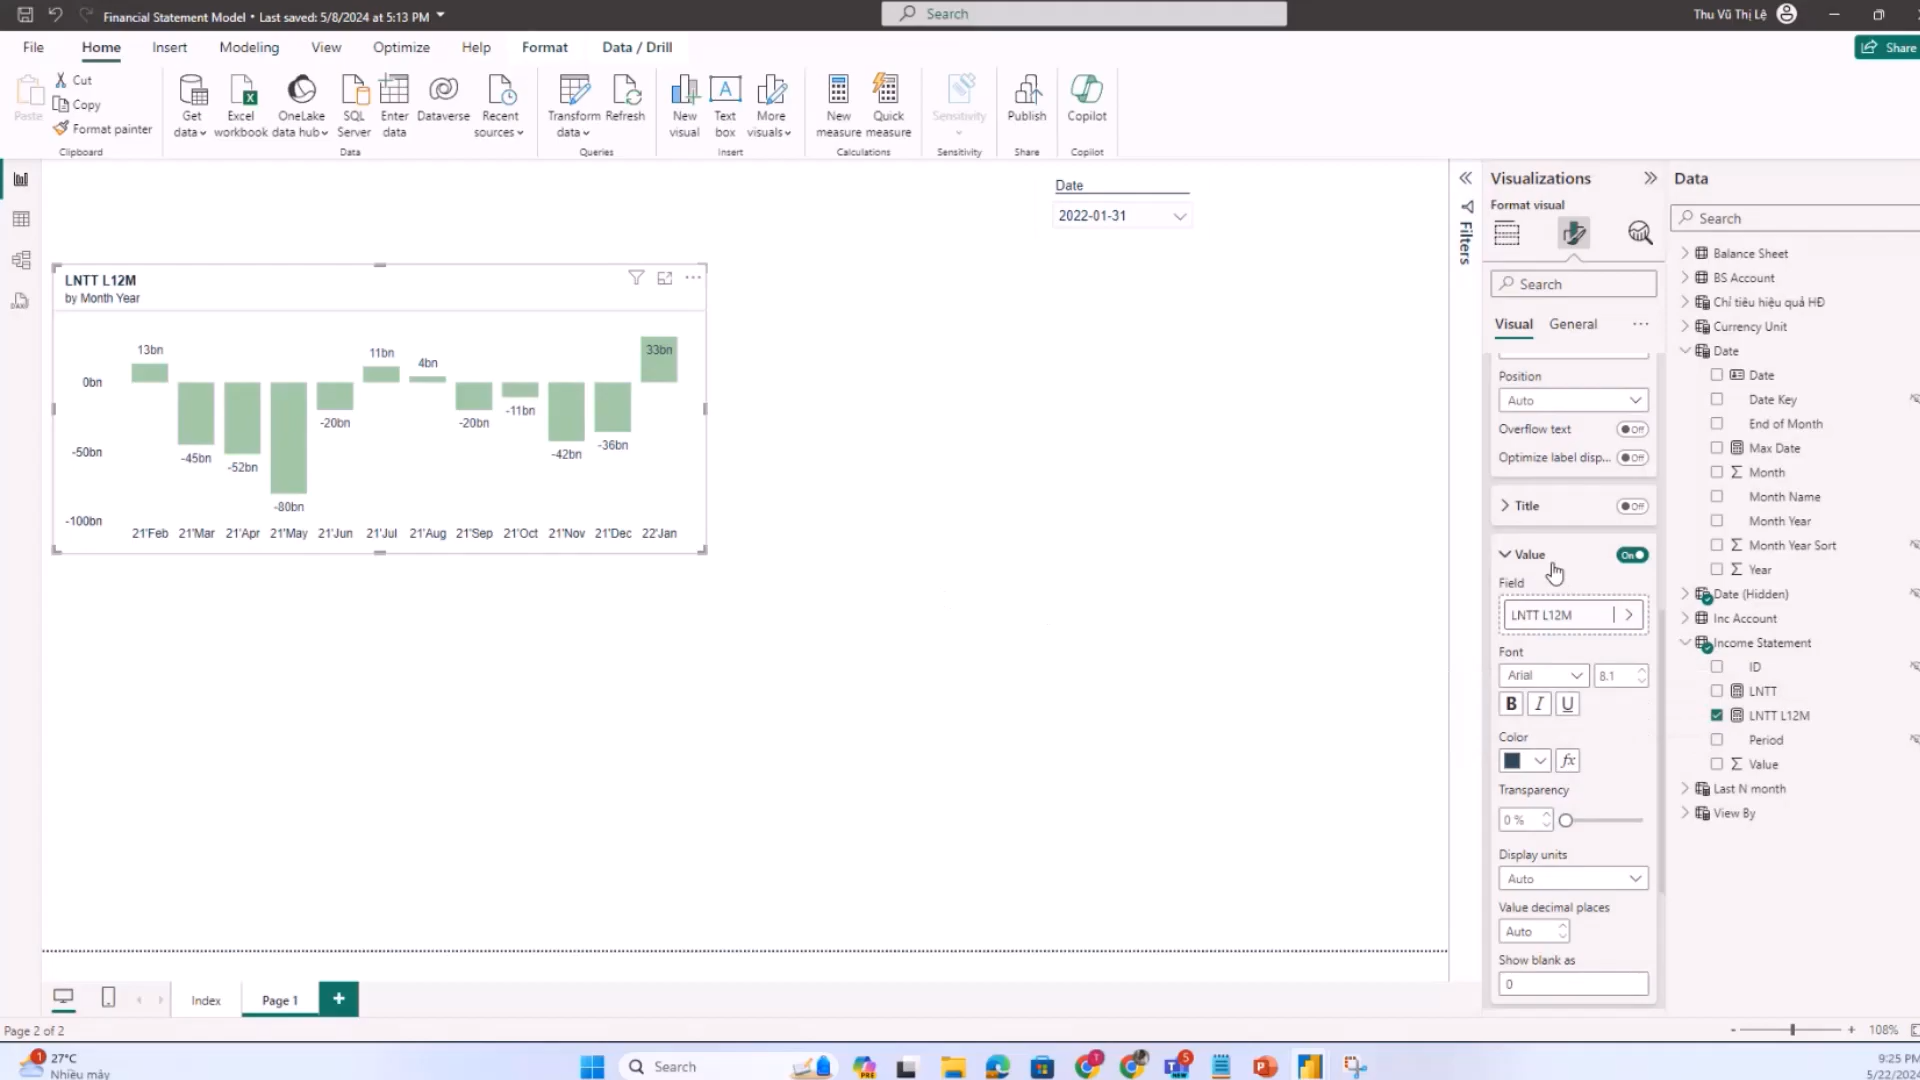 Financial Statement Model • Last saved: 5/8/2024 at 5:13 PM
Search
Thu Vũ Thị Lệ
File
Home
Insert
Modeling
View
Optimize
Help
Format
Data / Drill
Share
Paste
Cut
Copy
Format painter
Clipboard
Get data
Excel workbook
OneLake data hub
SQL Server
Enter data
Dataverse
Recent sources
Data
Transform data
Refresh
Queries
New visual
Text box
More visuals
Insert
New measure
Quick measure
Calculations
Sensitivity
Sensitivity
Publish
Share
Copilot
Copilot
Date
2022-01-31
LNTT L12M
by Month Year
0bn
-50bn
-100bn
13bn
-45bn
-52bn
-80bn
-20bn
11bn
4bn
-20bn
-11bn
-42bn
-36bn
33bn
21'Feb 21'Mar 21'Apr 21'May 21'Jun 21'Jul 21'Aug 21'Sep 21'Oct 21'Nov 21'Dec 22'Jan
Filters
Visualizations
Format visual
Search
Visual
General
Position
Auto
Overflow text
Off
Optimize label disp...
Off
Title
Off
Value
On
Field
LNTT L12M
Font
Arial
8.1
B I U
Color
fx
Transparency
0 %
Display units
Auto
Value decimal places
Auto
Show blank as
0
Data
Search
Balance Sheet
BS Account
Chỉ tiêu hiệu quả HĐ
Currency Unit
Date
Date
Date Key
End of Month
Max Date
Month
Month Name
Month Year
Month Year Sort
Year
Date (Hidden)
Inc Account
Income Statement
ID
LNTT
LNTT L12M
Period
Value
Last N month
View By
Index
Page 1
Page 2 of 2
108%
1
27°C
Nhiều mây
Search
PRE
T
5
NEW
9:25 PM
5/22/2024